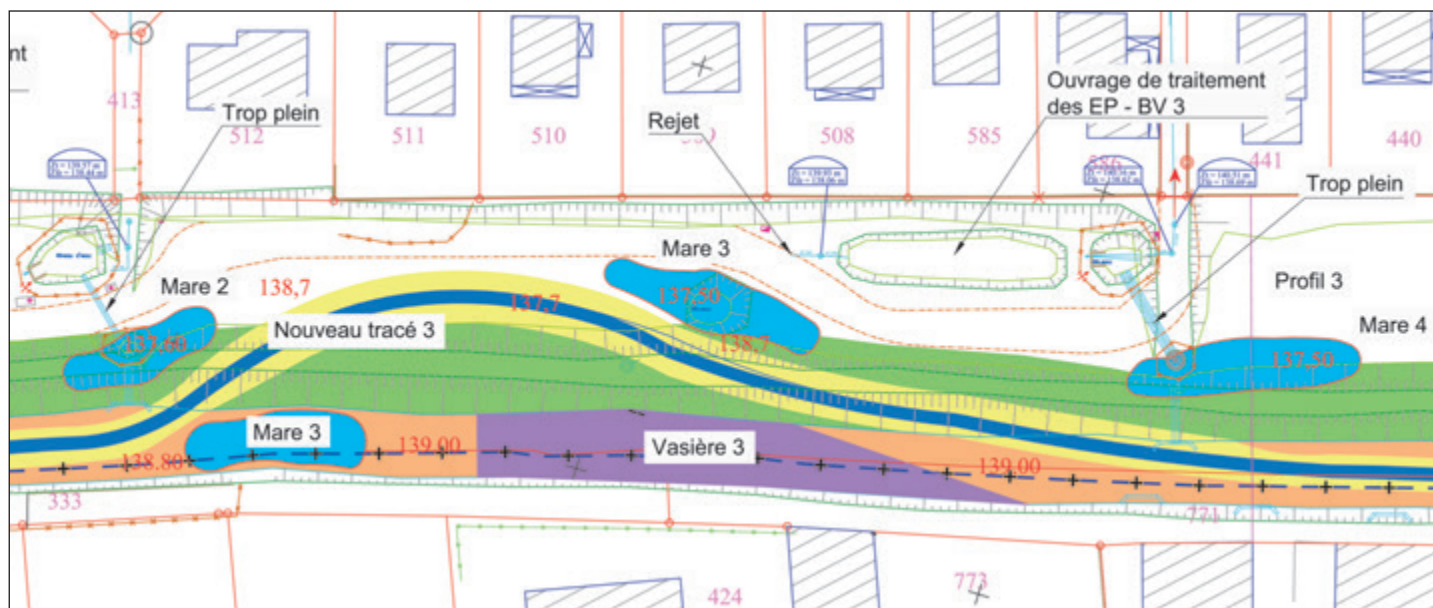 nt
413
Trop plein
512
511
510
508
585
Rejet
Ouvrage de traitement
des EP - BV 3
586
441
440
Trop plein
Mare 2
138,7
Mare 3
137,7
137.50
Profil 3
Nouveau tracé 3
138,7
Mare 4
137.60
137.50
Mare 3
139.00
Vasière 3
139.00
138.80
333
771
424
773